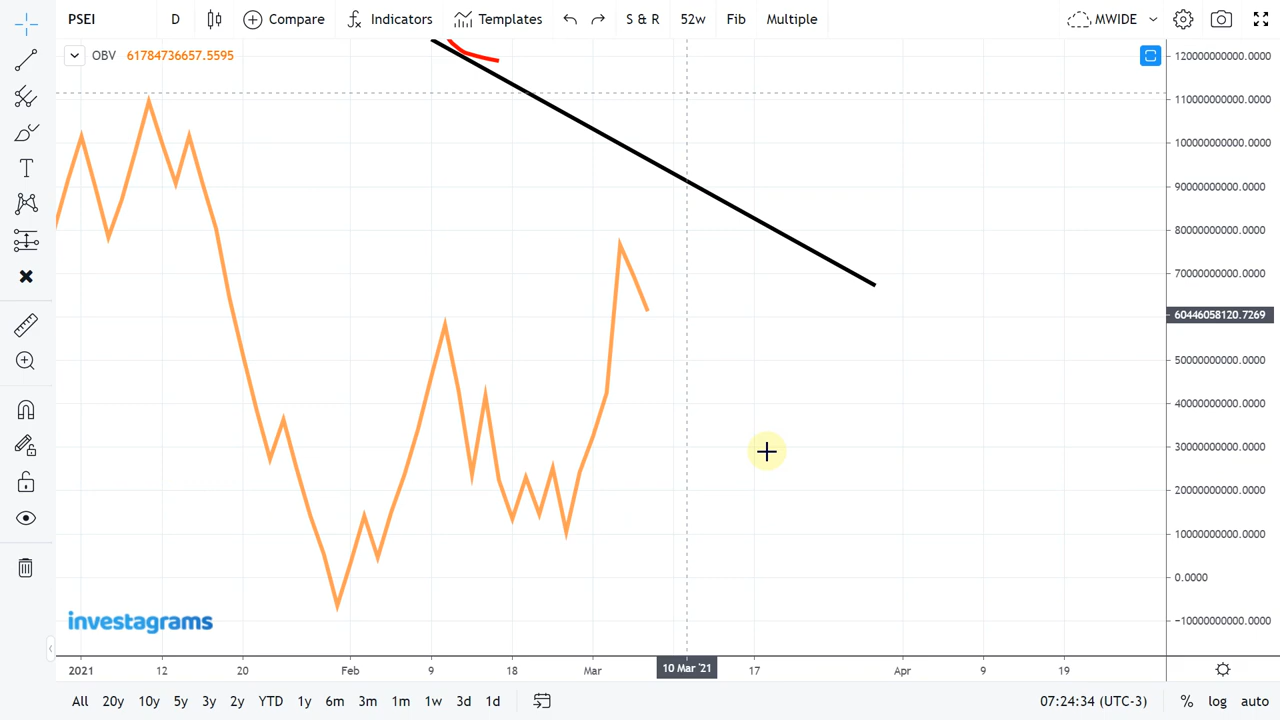 PSEI D Compare Indicators Templates S & R 52w Fib Multiple MWIDE
OBV 61784736657.5595
120000000000.0000
110000000000.0000
100000000000.0000
90000000000.0000
80000000000.0000
70000000000.0000
60446058120.7269
50000000000.0000
40000000000.0000
30000000000.0000
20000000000.0000
10000000000.0000
0.0000
−10000000000.0000
investagrams
2021 12 20 Feb 9 18 Mar 10 Mar '21 17 Apr 9 19
All 20y 10y 5y 3y 2y YTD 1y 6m 3m 1m 1w 3d 1d 07:24:34 (UTC-3) % log auto